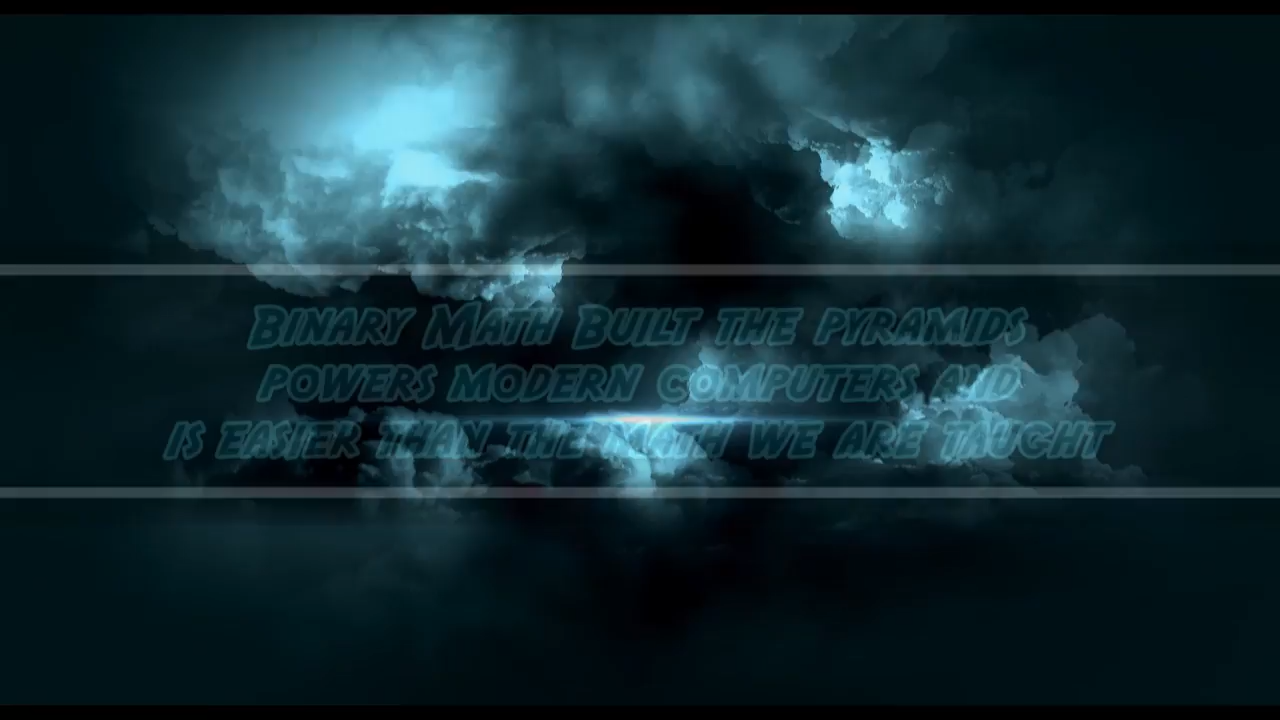 Binary Math Built the pyramids
powers modern computers and
is easier than the math we are taught